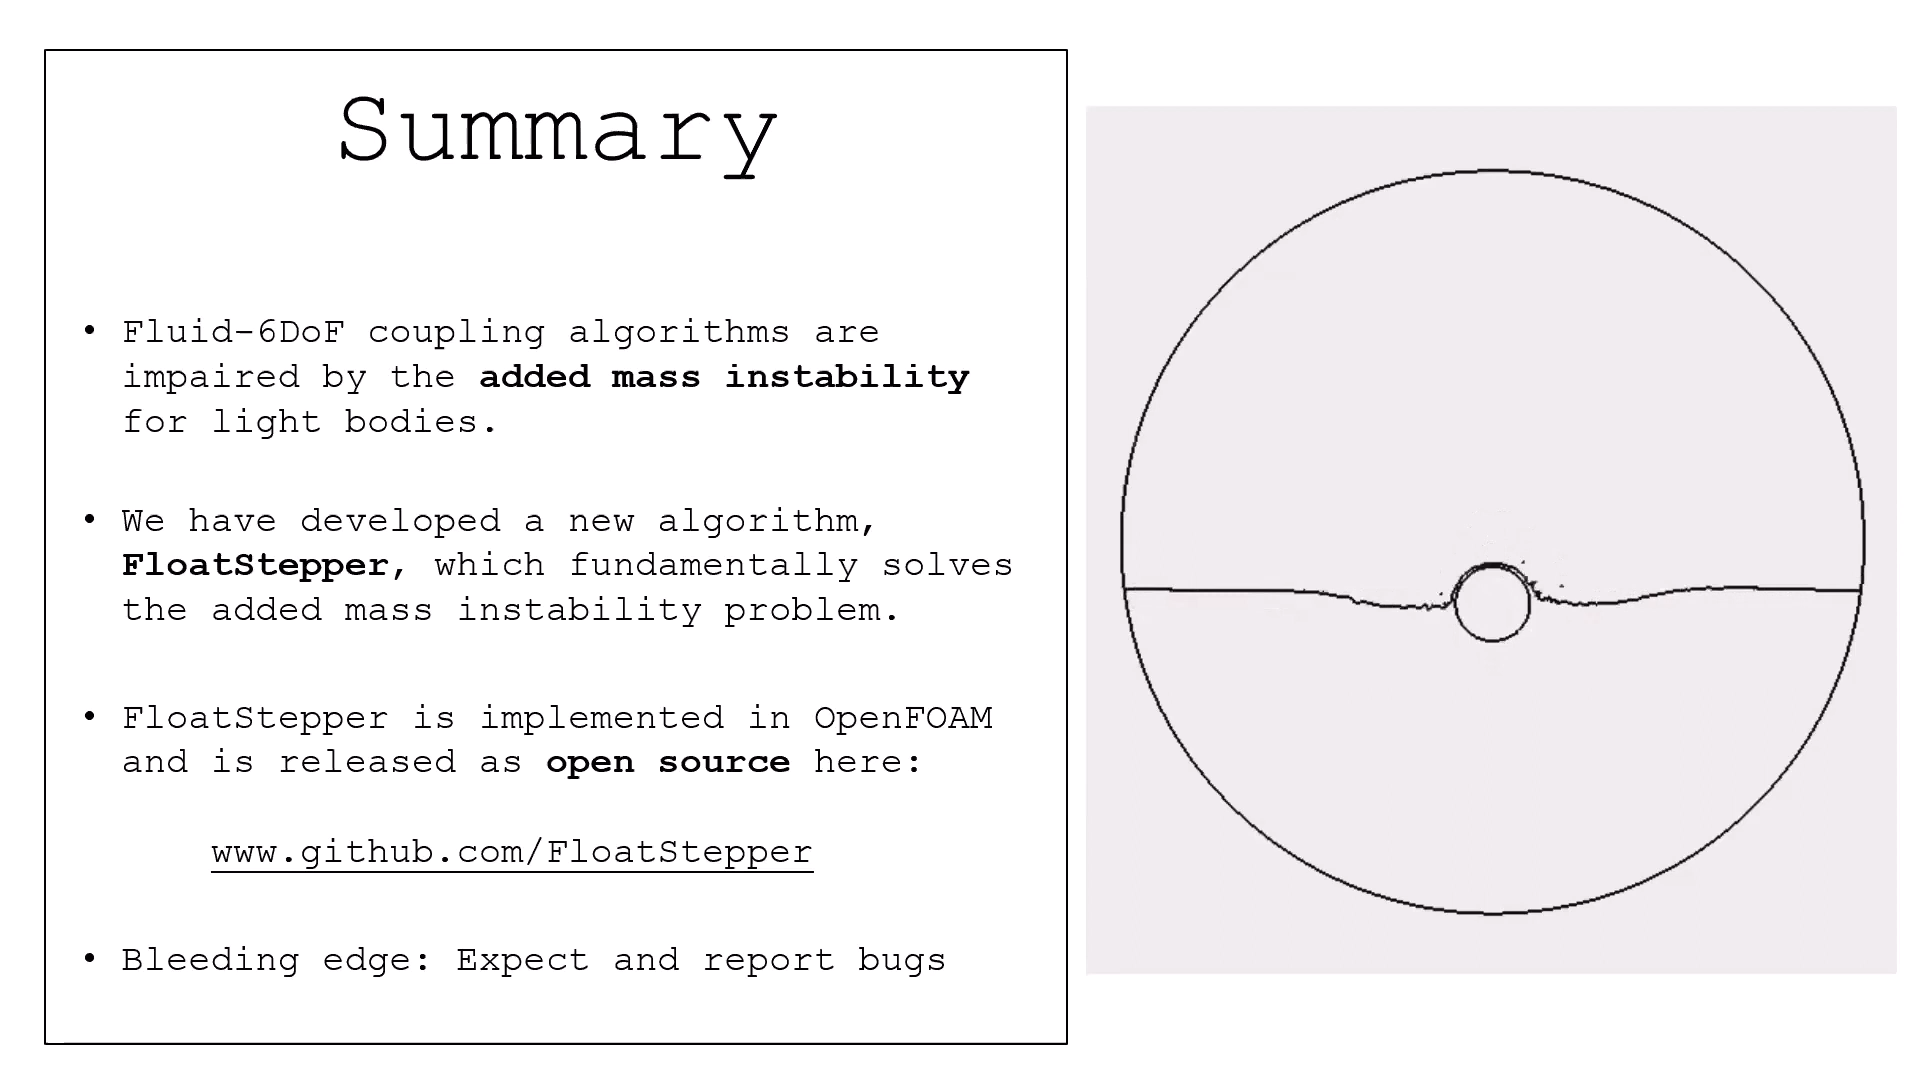 Summary
• Fluid-6DoF coupling algorithms are
impaired by the added mass instability
for light bodies.
• We have developed a new algorithm,
FloatStepper, which fundamentally solves
the added mass instability problem.
• FloatStepper is implemented in OpenFOAM
and is released as open source here:
www.github.com/FloatStepper
• Bleeding edge: Expect and report bugs